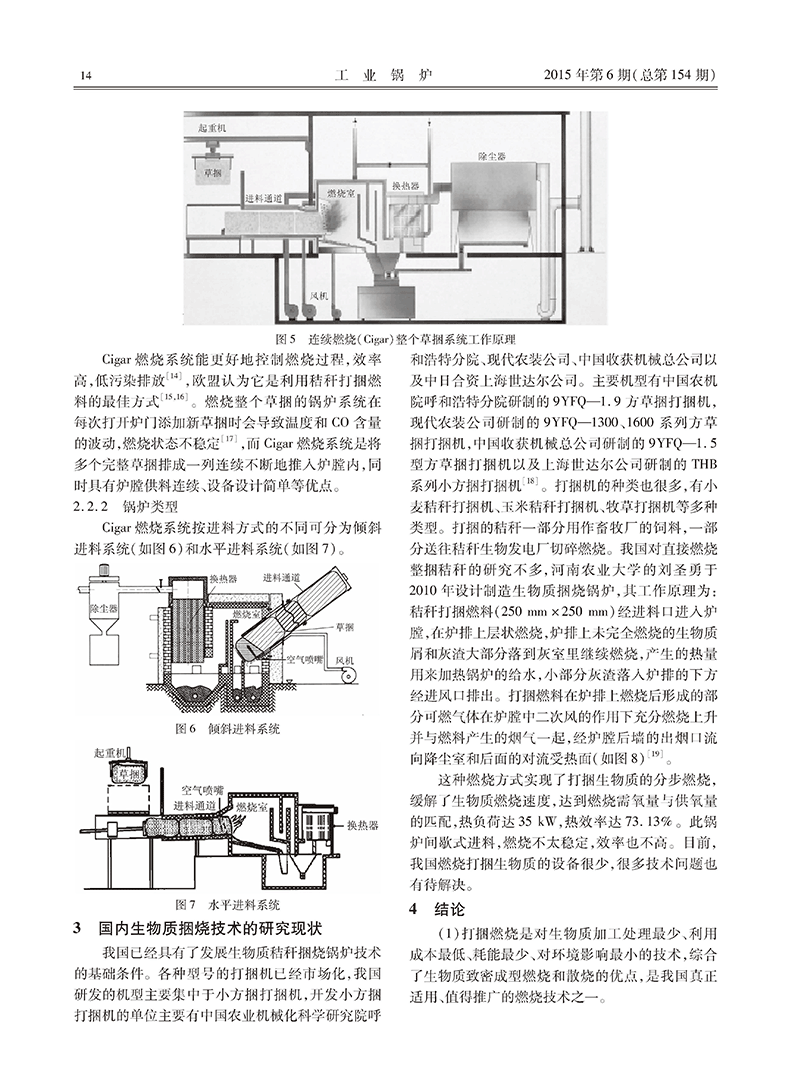 14
工 业 锅 炉
2015 年第 6 期(总第 154 期)
起重机
草捆
进料通道
燃烧室
换热器
除尘器
风机
图 5 连续燃烧(Cigar)整个草捆系统工作原理
Cigar 燃烧系统能更好地控制燃烧过程,效率
高,低污染排放[14],欧盟认为它是利用秸秆打捆燃
料的最佳方式[15,16]。燃烧整个草捆的锅炉系统在
每次打开炉门添加新草捆时会导致温度和 CO 含量
的波动,燃烧状态不稳定[17],而 Cigar 燃烧系统是将
多个完整草捆排成一列连续不断地推入炉膛内,同
时具有炉膛供料连续、设备设计简单等优点。
2.2.2 锅炉类型
Cigar 燃烧系统按进料方式的不同可分为倾斜
进料系统(如图 6)和水平进料系统(如图 7)。
换热器
进料通道
除尘器
燃烧室
草捆
空气喷嘴
风机
图 6 倾斜进料系统
起重机
草捆
空气喷嘴
进料通道
燃烧室
换热器
图 7 水平进料系统
3 国内生物质捆烧技术的研究现状
我国已经具有了发展生物质秸秆捆烧锅炉技术
的基础条件。各种型号的打捆机已经市场化,我国
研发的机型主要集中于小方捆打捆机,开发小方捆
打捆机的单位主要有中国农业机械化科学研究院呼
和浩特分院、现代农装公司、中国收获机械总公司以
及中日合资上海世达尔公司。主要机型有中国农机
院呼和浩特分院研制的 9YFQ—1.9 方草捆打捆机,
现代农装公司研制的 9YFQ—1300、1600 系列方草
捆打捆机,中国收获机械总公司研制的 9YFQ—1.5
型方草捆打捆机以及上海世达尔公司研制的 THB
系列小方捆打捆机[18]。打捆机的种类也很多,有小
麦秸秆打捆机、玉米秸秆打捆机、牧草打捆机等多种
类型。打捆的秸秆一部分用作畜牧厂的饲料,一部
分送往秸秆生物发电厂切碎燃烧。我国对直接燃烧
整捆秸秆的研究不多,河南农业大学的刘圣勇于
2010 年设计制造生物质捆烧锅炉,其工作原理为:
秸秆打捆燃料(250 mm×250 mm)经进料口进入炉
膛,在炉排上层状燃烧,炉排上未完全燃烧的生物质
屑和灰渣大部分落到灰室里继续燃烧,产生的热量
用来加热锅炉的给水,小部分灰渣落入炉排的下方
经进风口排出。打捆燃料在炉排上燃烧后形成的部
分可燃气体在炉膛中二次风的作用下充分燃烧上升
并与燃料产生的烟气一起,经炉膛后墙的出烟口流
向降尘室和后面的对流受热面(如图 8)[19]。
这种燃烧方式实现了打捆生物质的分步燃烧,
缓解了生物质燃烧速度,达到燃烧需氧量与供氧量
的匹配,热负荷达 35 kW,热效率达 73.13%。此锅
炉间歇式进料,燃烧不太稳定,效率也不高。目前,
我国燃烧打捆生物质的设备很少,很多技术问题也
有待解决。
4 结论
(1)打捆燃烧是对生物质加工处理最少、利用
成本最低、耗能最少、对环境影响最小的技术,综合
了生物质致密成型燃烧和散烧的优点,是我国真正
适用、值得推广的燃烧技术之一。